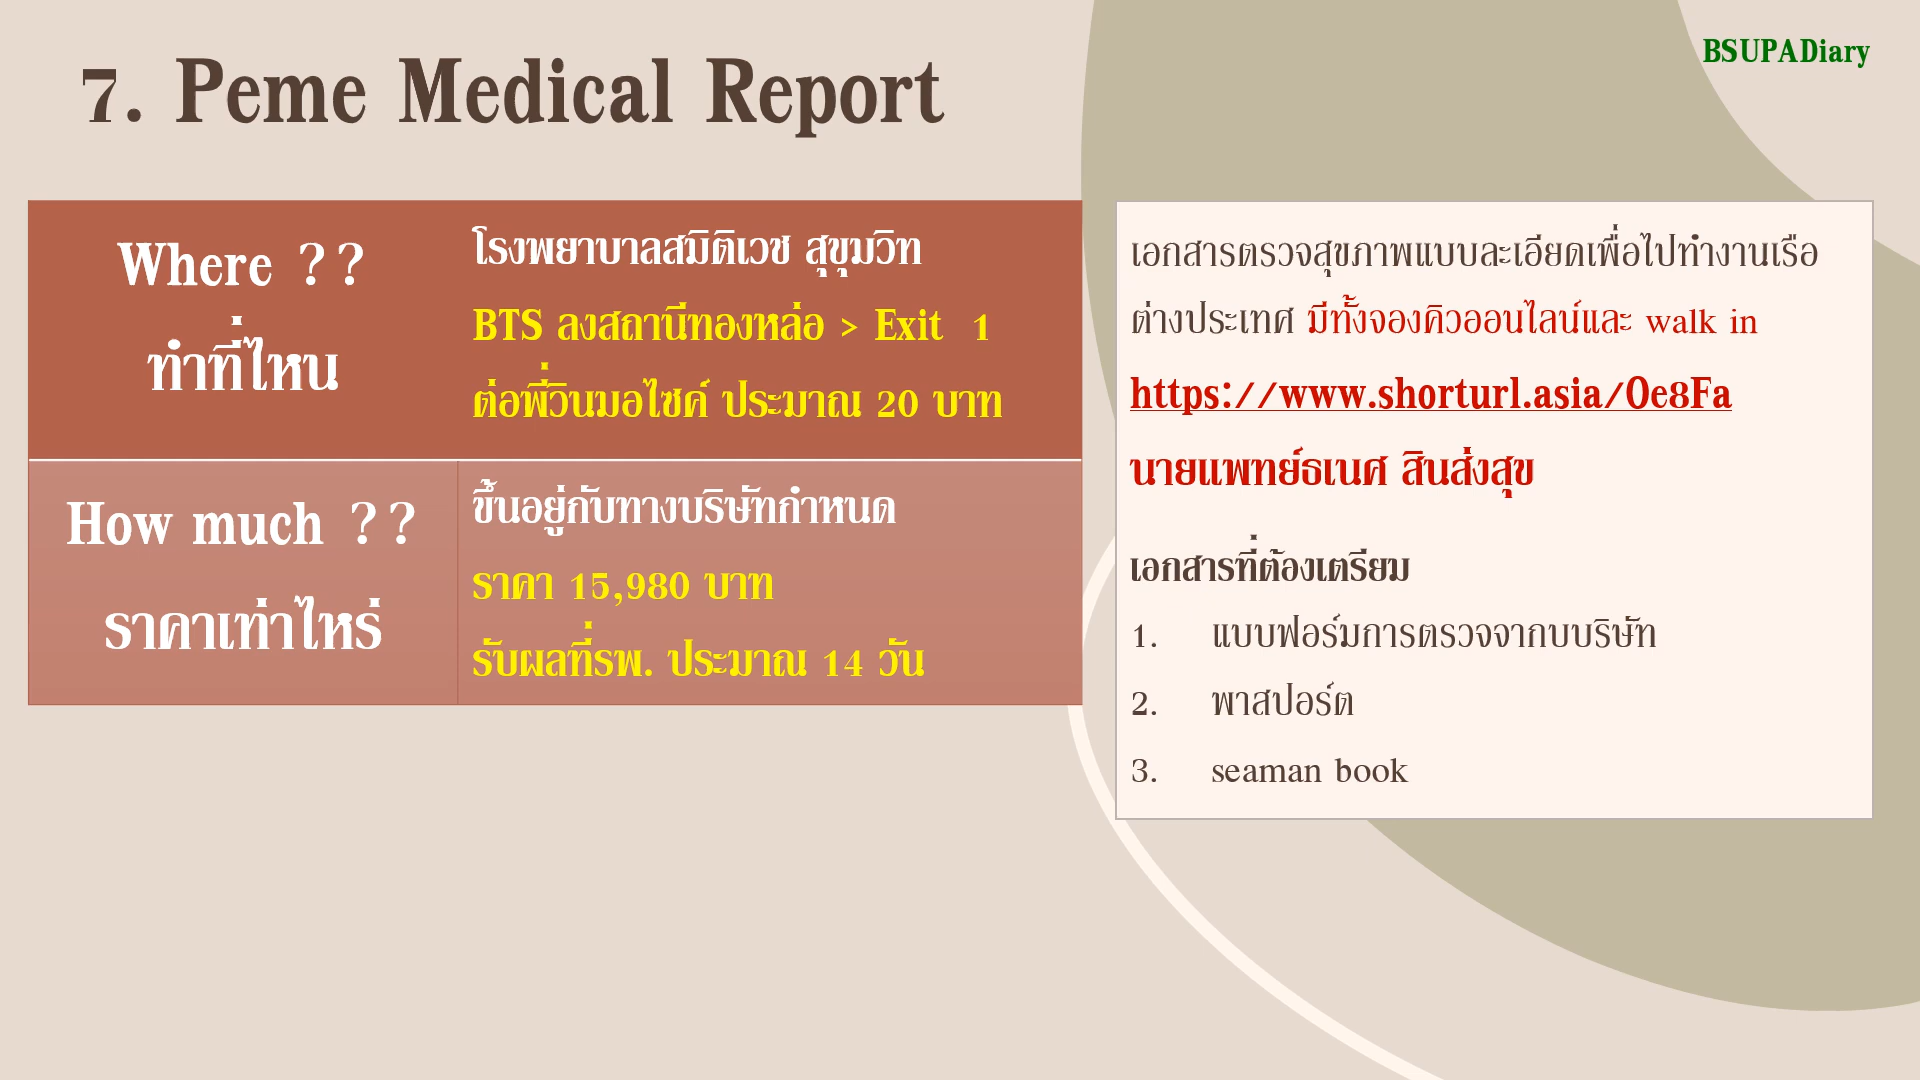 7. Peme Medical Report
BSUPADiary
Where ??
ทำที่ไหน
โรงพยาบาลสมิติเวช สุขุมวิท
BTS ลงสถานีทองหล่อ > Exit 1
ต่อพี่วินมอไซค์ ประมาณ 20 บาท
How much ??
ราคาเท่าไหร่
ขึ้นอยู่กับทางบริษัทกำหนด
ราคา 15,980 บาท
รับผลที่รพ. ประมาณ 14 วัน
เอกสารตรวจสุขภาพแบบละเอียดเพื่อไปทำงานเรือ
ต่างประเทศ มีทั้งจองคิวออนไลน์และ walk in
https://www.shorturl.asia/Oe8Fa
นายแพทย์ธเนศ สินส่งสุข
เอกสารที่ต้องเตรียม
1. แบบฟอร์มการตรวจจากบบริษัท
2. พาสปอร์ต
3. seaman book